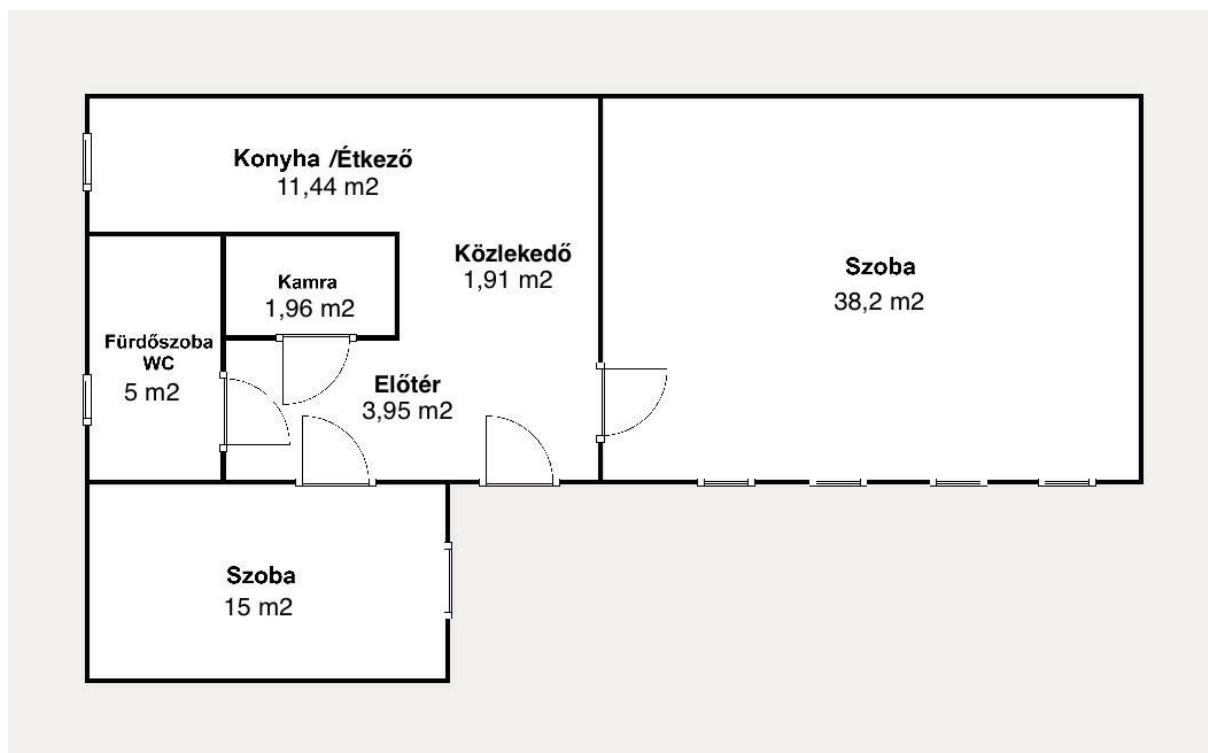 Konyha /Étkező
11,44 m2
Közlekedő
1,91 m2
Szoba
38,2 m2
Kamra
1,96 m2
Fürdőszoba
WC
5 m2
Előtér
3,95 m2
Szoba
15 m2